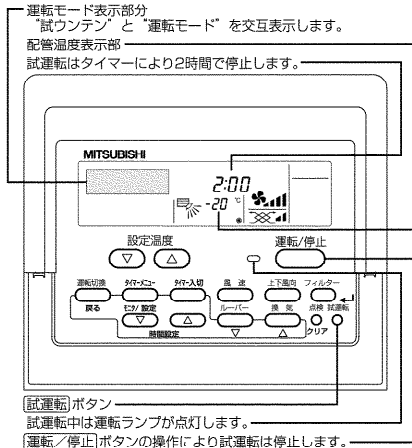 運転モード表示部分
“試ウンテン”と“運転モード”を交互表示します。
配管温度表示部
試運転はタイマーにより2時間で停止します。
MITSUBISHI
2:00
-20 ℃
設定温度
運転/停止
▽ △
運転切換 タイマーメニュー タイマー入切 風速 上下風向 フィルター
戻る モニタ/設定 ルーバー 換気 点検 試運転
▽ △ ▽ △ クリア
時間設定
試運転ボタン
試運転中は運転ランプが点灯します。
運転/停止ボタンの操作により試運転は停止します。